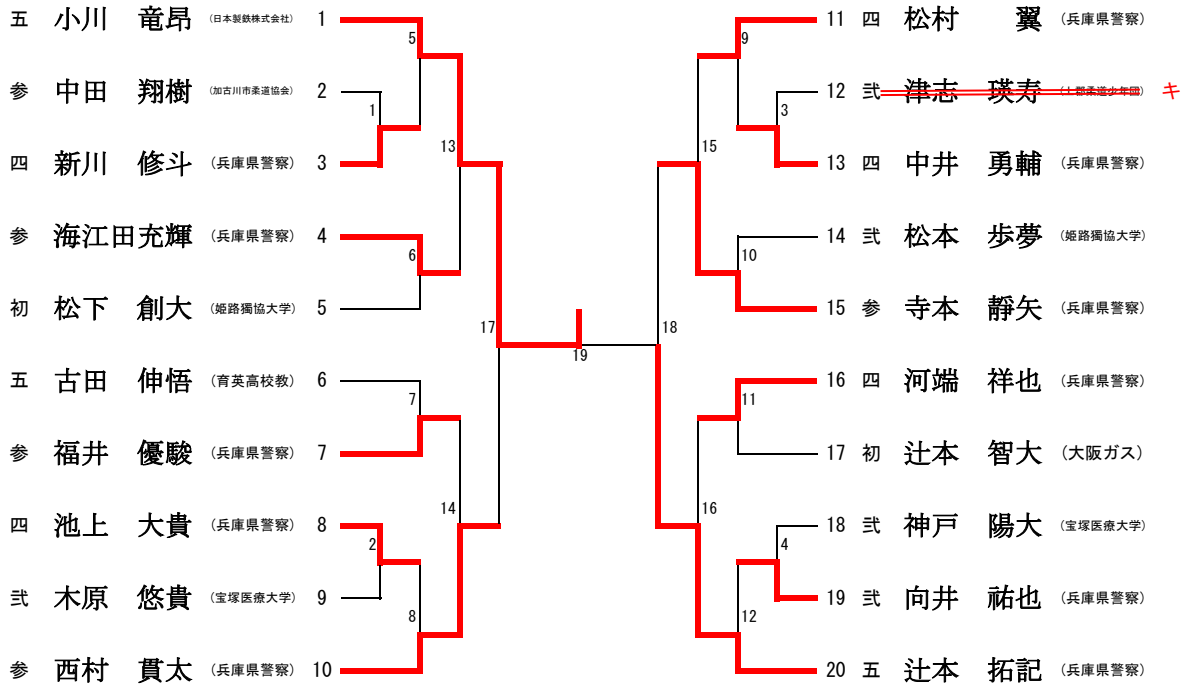 五 小川 竜昂 (日本製鉄株式会社) 1
参 中田 翔樹 (加古川市柔道協会) 2
四 新川 修斗 (兵庫県警察) 3
参 海江田充輝 (兵庫県警察) 4
初 松下 創大 (姫路獨協大学) 5
五 古田 伸悟 (育英高校教) 6
参 福井 優駿 (兵庫県警察) 7
四 池上 大貴 (兵庫県警察) 8
弐 木原 悠貴 (宝塚医療大学) 9
参 西村 貫太 (兵庫県警察) 10
5
1
13
6
17
7
14
2
8
19
9
3
15
10
18
11
16
4
12
11 四 松村 翼 (兵庫県警察)
12 弐 津志 瑛寿 (上郡柔道少年団) キ
13 四 中井 勇輔 (兵庫県警察)
14 弐 松本 歩夢 (姫路獨協大学)
15 参 寺本 靜矢 (兵庫県警察)
16 四 河端 祥也 (兵庫県警察)
17 初 辻本 智大 (大阪ガス)
18 弐 神戸 陽大 (宝塚医療大学)
19 弐 向井 祐也 (兵庫県警察)
20 五 辻本 拓記 (兵庫県警察)